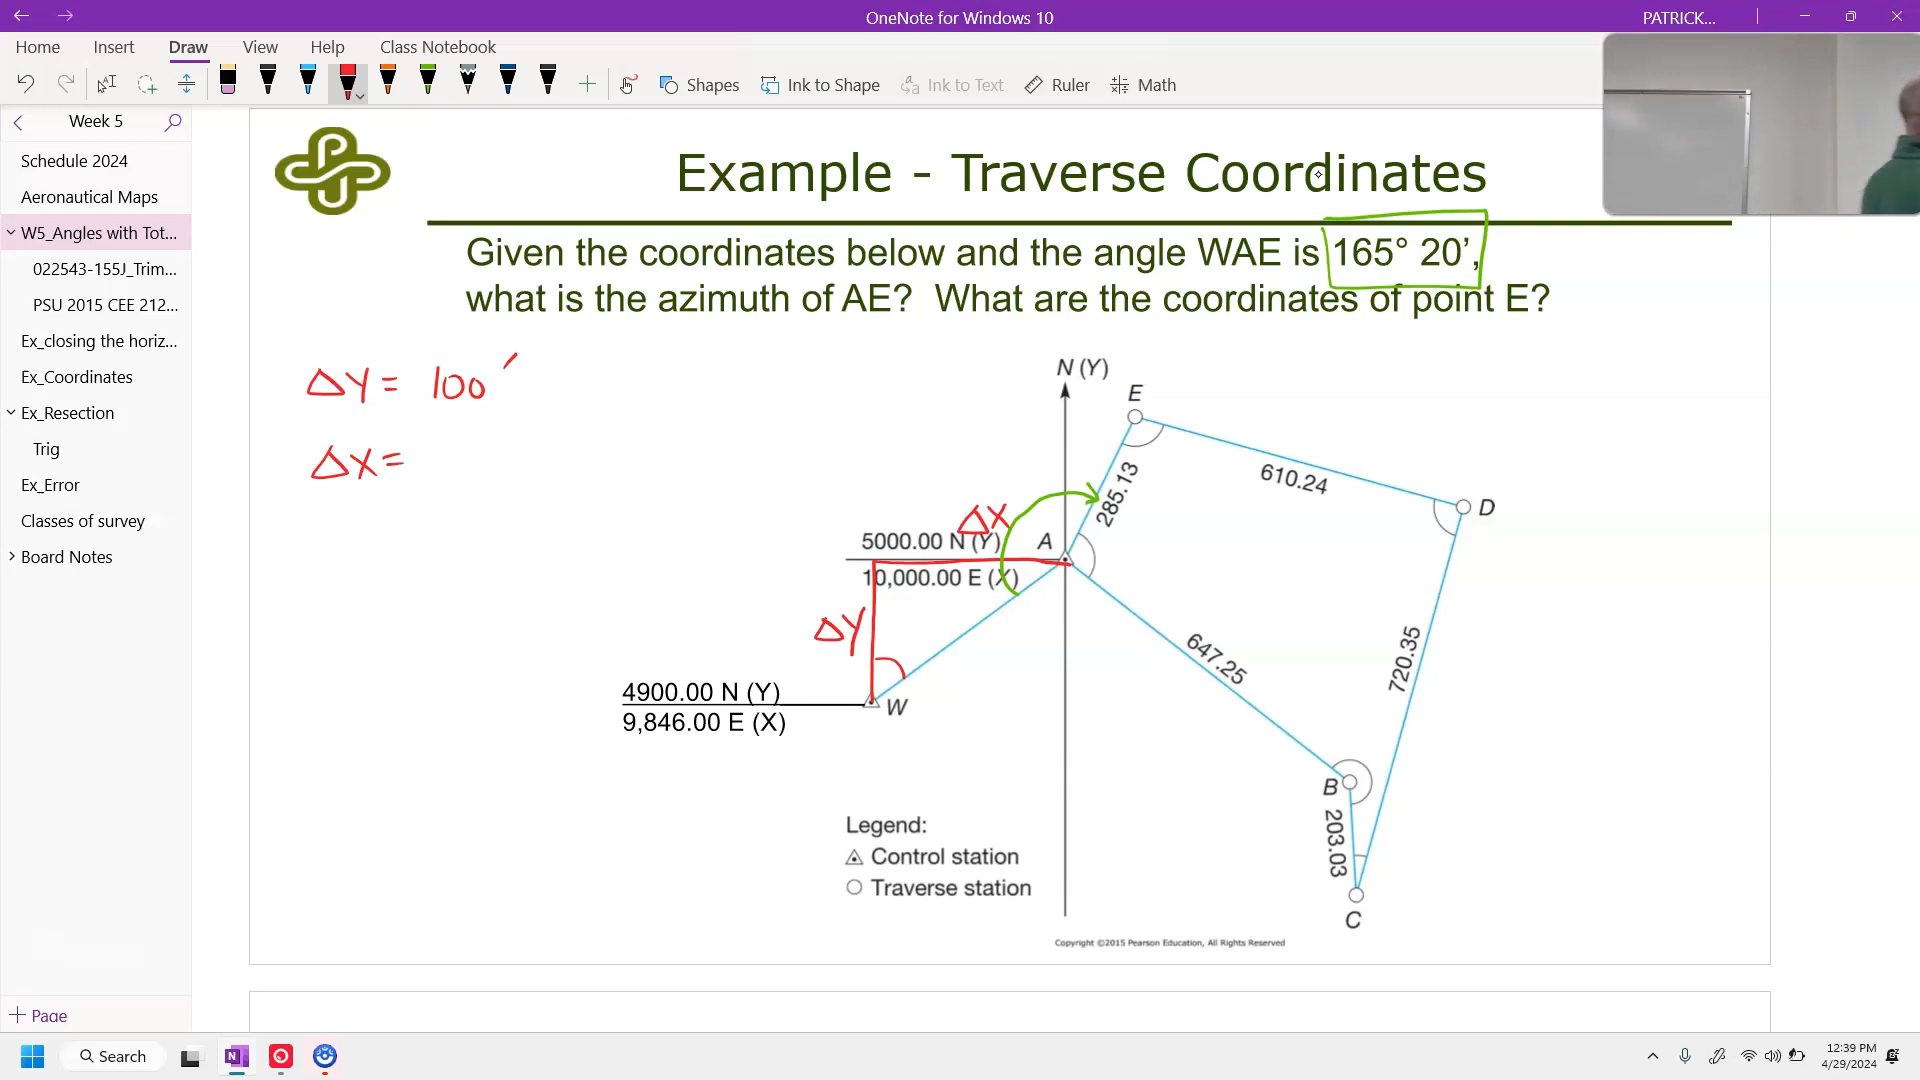 OneNote for Windows 10
PATRICK...
Home Insert Draw View Help Class Notebook
Shapes Ink to Shape Ink to Text Ruler Math
Week 5
Schedule 2024
Aeronautical Maps
W5_Angles with Tot...
022543-155J_Trim...
PSU 2015 CEE 212...
Ex_closing the horiz...
Ex_Coordinates
Ex_Resection
Trig
Ex_Error
Classes of survey
Board Notes
Page
Example - Traverse Coordinates
Given the coordinates below and the angle WAE is 165° 20’,
what is the azimuth of AE? What are the coordinates of point E?
ΔY = 100'
ΔX =
N (Y)
E
285.13
610.24
D
ΔX
5000.00 N (Y)
A
10,000.00 E (X)
ΔY
647.25
720.35
4900.00 N (Y)
W
9,846.00 E (X)
B
203.03
C
Legend:
Control station
Traverse station
Copyright ©2015 Pearson Education, All Rights Reserved
Search
12:39 PM
4/29/2024